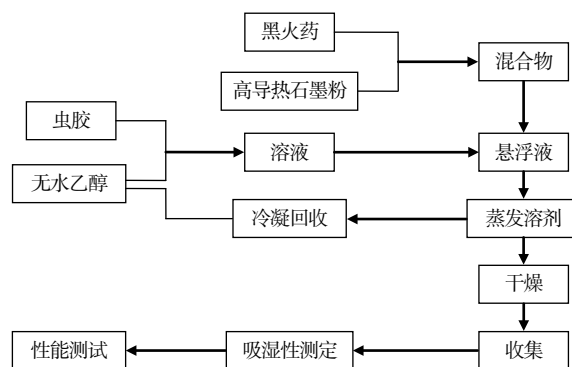 黑火药
混合物
高导热石墨粉
虫胶
溶液
悬浮液
无水乙醇
冷凝回收
蒸发溶剂
干燥
性能测试
吸湿性测定
收集